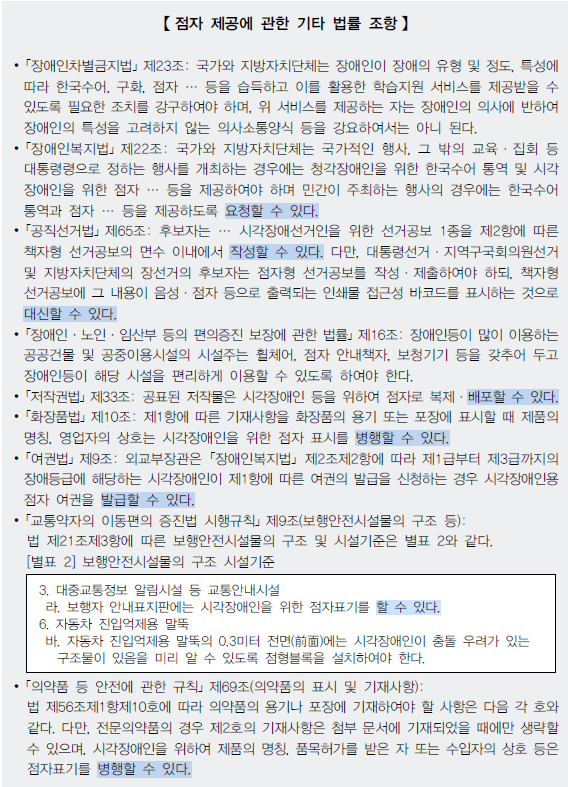 【 점자 제공에 관한 기타 법률 조항 】
• 「장애인차별금지법」 제23조: 국가와 지방자치단체는 장애인이 장애의 유형 및 정도, 특성에
따라 한국수어, 구화, 점자 … 등을 습득하고 이를 활용한 학습지원 서비스를 제공받을 수
있도록 필요한 조치를 강구하여야 하며, 위 서비스를 제공하는 자는 장애인의 의사에 반하여
장애인의 특성을 고려하지 않는 의사소통양식 등을 강요하여서는 아니 된다.
• 「장애인복지법」 제22조: 국가와 지방자치단체는 국가적인 행사, 그 밖의 교육·집회 등
대통령령으로 정하는 행사를 개최하는 경우에는 청각장애인을 위한 한국수어 통역 및 시각
장애인을 위한 점자 … 등을 제공하여야 하며 민간이 주최하는 행사의 경우에는 한국수어
통역과 점자 … 등을 제공하도록 요청할 수 있다.
• 「공직선거법」 제65조: 후보자는 … 시각장애선거인을 위한 선거공보 1종을 제2항에 따른
책자형 선거공보의 면수 이내에서 작성할 수 있다. 다만, 대통령선거·지역구국회의원선거
및 지방자치단체의 장선거의 후보자는 점자형 선거공보를 작성·제출하여야 하되, 책자형
선거공보에 그 내용이 음성·점자 등으로 출력되는 인쇄물 접근성 바코드를 표시하는 것으로
대신할 수 있다.
• 「장애인·노인·임산부 등의 편의증진 보장에 관한 법률」 제16조: 장애인등이 많이 이용하는
공공건물 및 공중이용시설의 시설주는 휠체어, 점자 안내책자, 보청기기 등을 갖추어 두고
장애인등이 해당 시설을 편리하게 이용할 수 있도록 하여야 한다.
• 「저작권법」 제33조: 공표된 저작물은 시각장애인 등을 위하여 점자로 복제·배포할 수 있다.
• 「화장품법」 제10조: 제1항에 따른 기재사항을 화장품의 용기 또는 포장에 표시할 때 제품의
명칭, 영업자의 상호는 시각장애인을 위한 점자 표시를 병행할 수 있다.
• 「여권법」 제9조: 외교부장관은 「장애인복지법」 제2조제2항에 따라 제1급부터 제3급까지의
장애등급에 해당하는 시각장애인이 제1항에 따른 여권의 발급을 신청하는 경우 시각장애인용
점자 여권을 발급할 수 있다.
• 「교통약자의 이동편의 증진법 시행규칙」 제9조(보행안전시설물의 구조 등):
법 제21조제3항에 따른 보행안전시설물의 구조 및 시설기준은 별표 2와 같다.
[별표 2] 보행안전시설물의 구조 시설기준
3. 대중교통정보 알림시설 등 교통안내시설
라. 보행자 안내표지판에는 시각장애인을 위한 점자표기를 할 수 있다.
6. 자동차 진입억제용 말뚝
바. 자동차 진입억제용 말뚝의 0.3미터 전면(前面)에는 시각장애인이 충돌 우려가 있는
구조물이 있음을 미리 알 수 있도록 점형블록을 설치하여야 한다.
• 「의약품 등 안전에 관한 규칙」 제69조(의약품의 표시 및 기재사항):
법 제56조제1항제10호에 따라 의약품의 용기나 포장에 기재하여야 할 사항은 다음 각 호와
같다. 다만, 전문의약품의 경우 제2호의 기재사항은 첨부 문서에 기재되었을 때에만 생략할
수 있으며, 시각장애인을 위하여 제품의 명칭, 품목허가를 받은 자 또는 수입자의 상호 등은
점자표기를 병행할 수 있다.